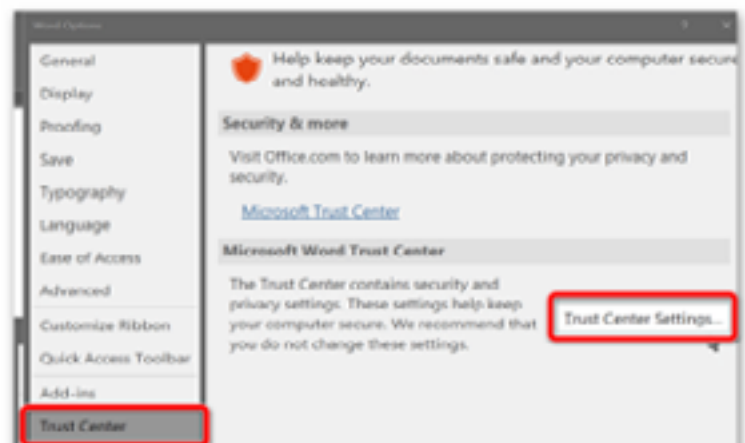 Word Options
General
Display
Proofing
Save
Typography
Language
Ease of Access
Advanced
Customize Ribbon
Quick Access Toolbar
Add-ins
Trust Center
Help keep your documents safe and your computer secure
and healthy.
Security & more
Visit Office.com to learn more about protecting your privacy and
security.
Microsoft Trust Center
Microsoft Word Trust Center
The Trust Center contains security and
privacy settings. These settings help keep
your computer secure. We recommend that
you do not change these settings.
Trust Center Settings...